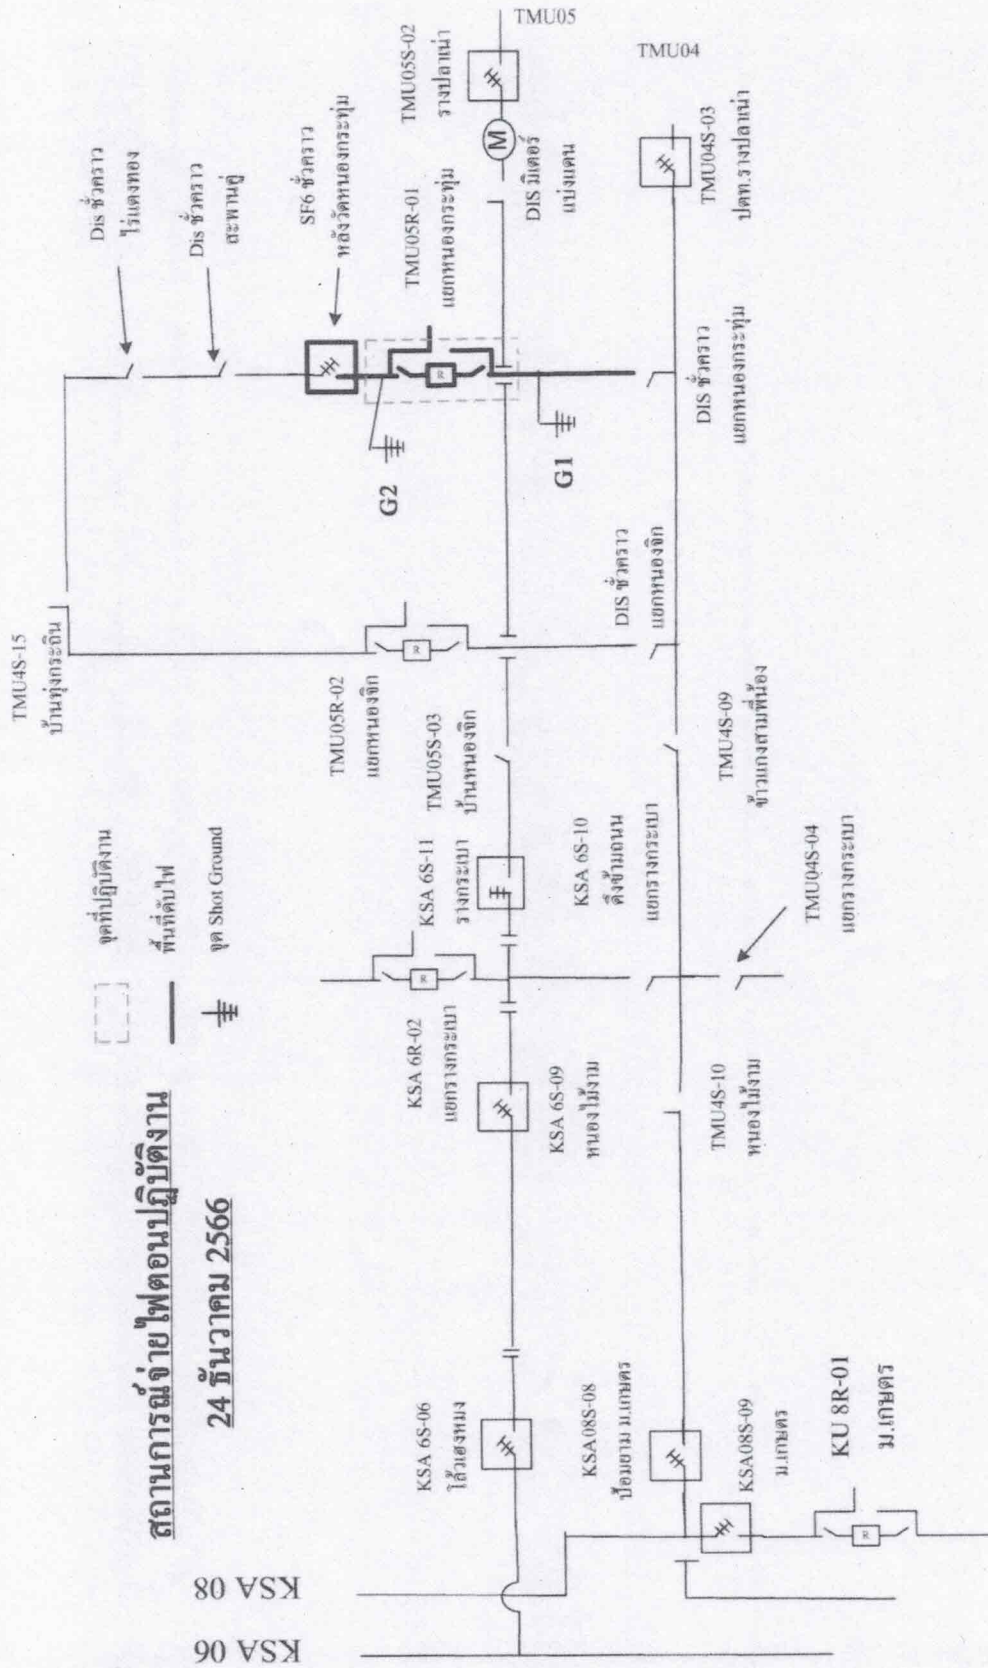 สถานการณ์จ่ายไฟตอนปฏิบัติงาน
24 ธันวาคม 2566
จุดที่ปฏิบัติงาน
พื้นที่ดับไฟ
จุด Shot Ground
KSA 06
KSA 08
TMU4S-15
บ้านทุ่งกระถิน
Dis ชั่วคราว
ไร่แตงทอง
Dis ชั่วคราว
สะพานคู่
SF6 ชั่วคราว
หลังวัดหนองกระทุ่ม
TMU05R-01
แยกหนองกระทุ่ม
TMU05S-02
รางปลาเน่า
TMU05
TMU04
M
DIS มิเตอร์
แบ่งแดน
TMU04S-03
ปตท.รางปลาเน่า
R
G2
G1
DIS ชั่วคราว
แยกหนองกระทุ่ม
DIS ชั่วคราว
แยกหนองจิก
TMU05R-02
แยกหนองจิก
R
TMU05S-03
บ้านหนองจิก
TMU4S-09
ข้าวแกงสามพี่น้อง
KSA 6S-11
รางกระเบา
KSA 6S-10
ดึงข้ามถนน
แยกรางกระเบา
TMU04S-04
แยกรางกระเบา
KSA 6R-02
แยกรางกระเบา
R
KSA 6S-09
หนองไม้งาม
TMU4S-10
หนองไม้งาม
KSA 6S-06
โล้วเฮงหมง
KSA08S-08
ป้อมยาม ม.เกษตร
KSA08S-09
ม.เกษตร
KU 8R-01
ม.เกษตร
R